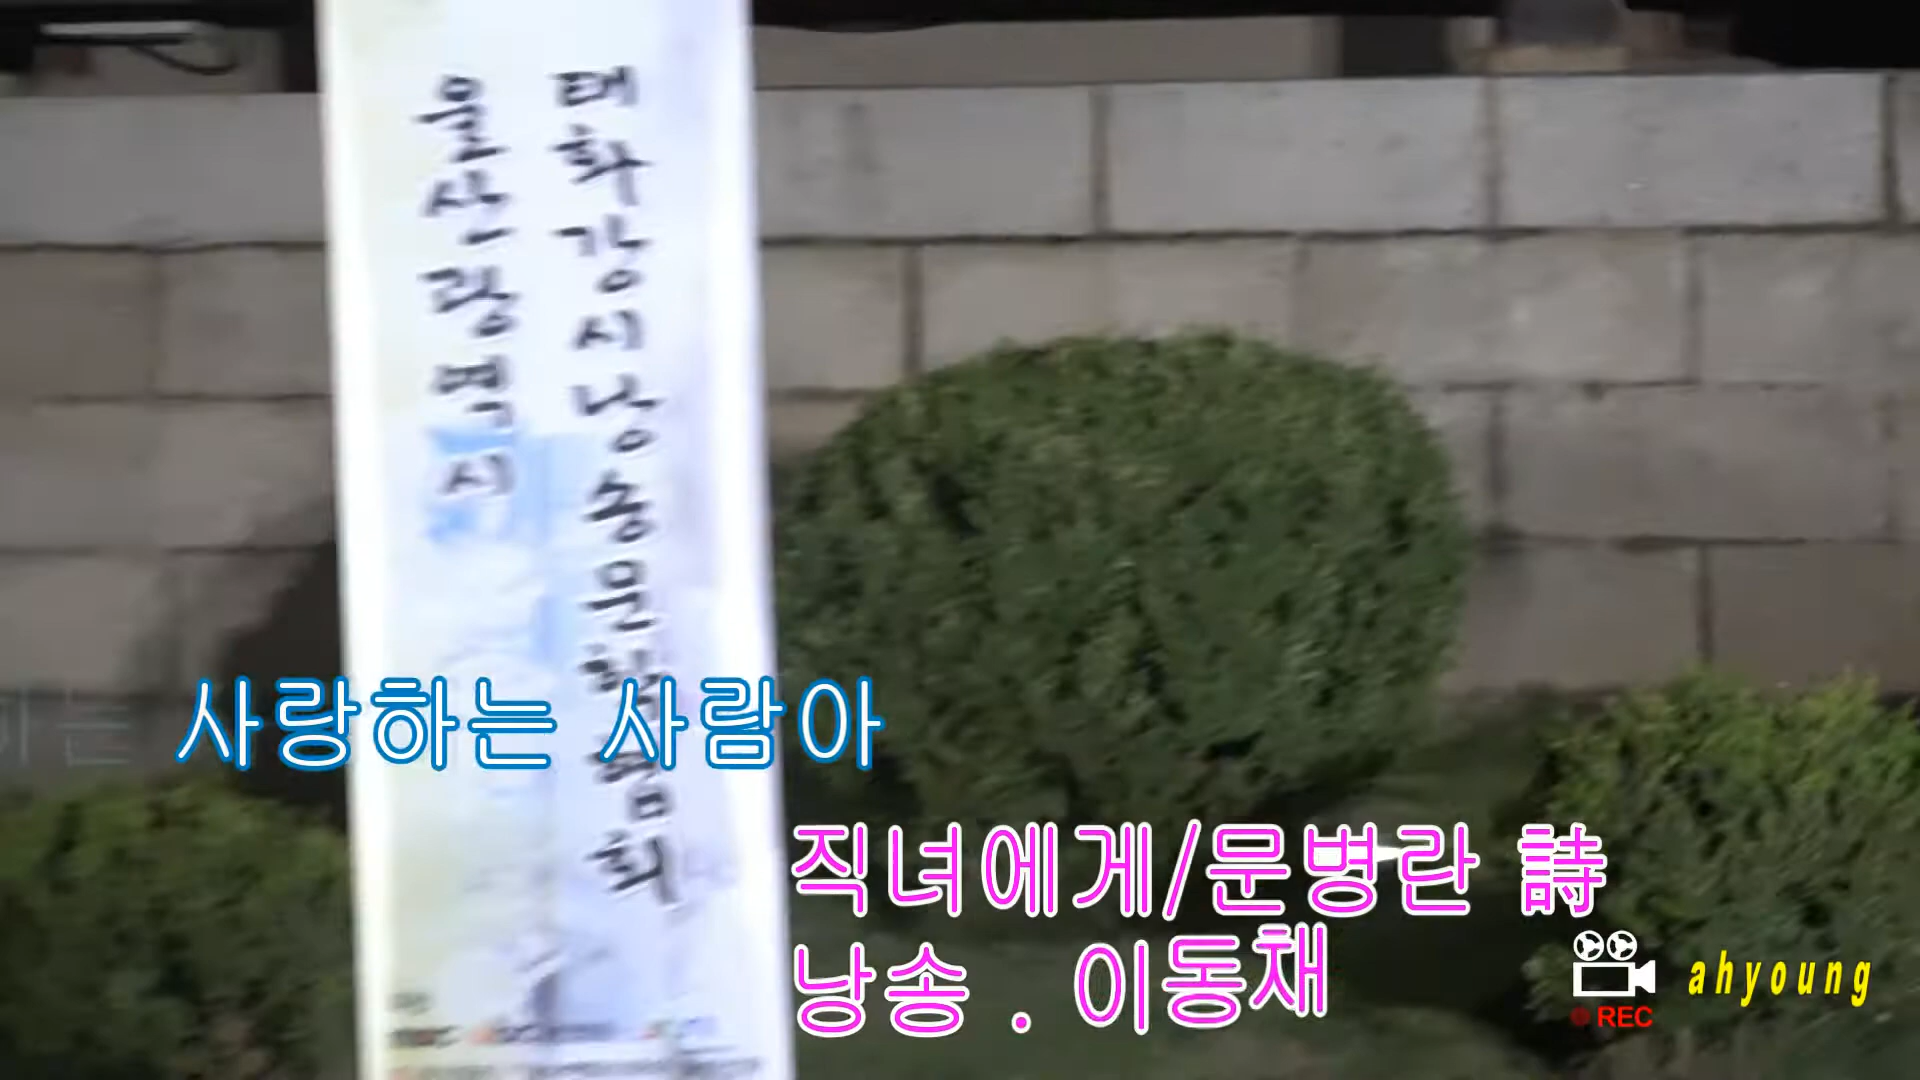 태화강시낭송문학협회
울산광역시
사랑하는 사람아
직녀에게/문병란 詩
낭송 . 이동채
REC
ahyoung